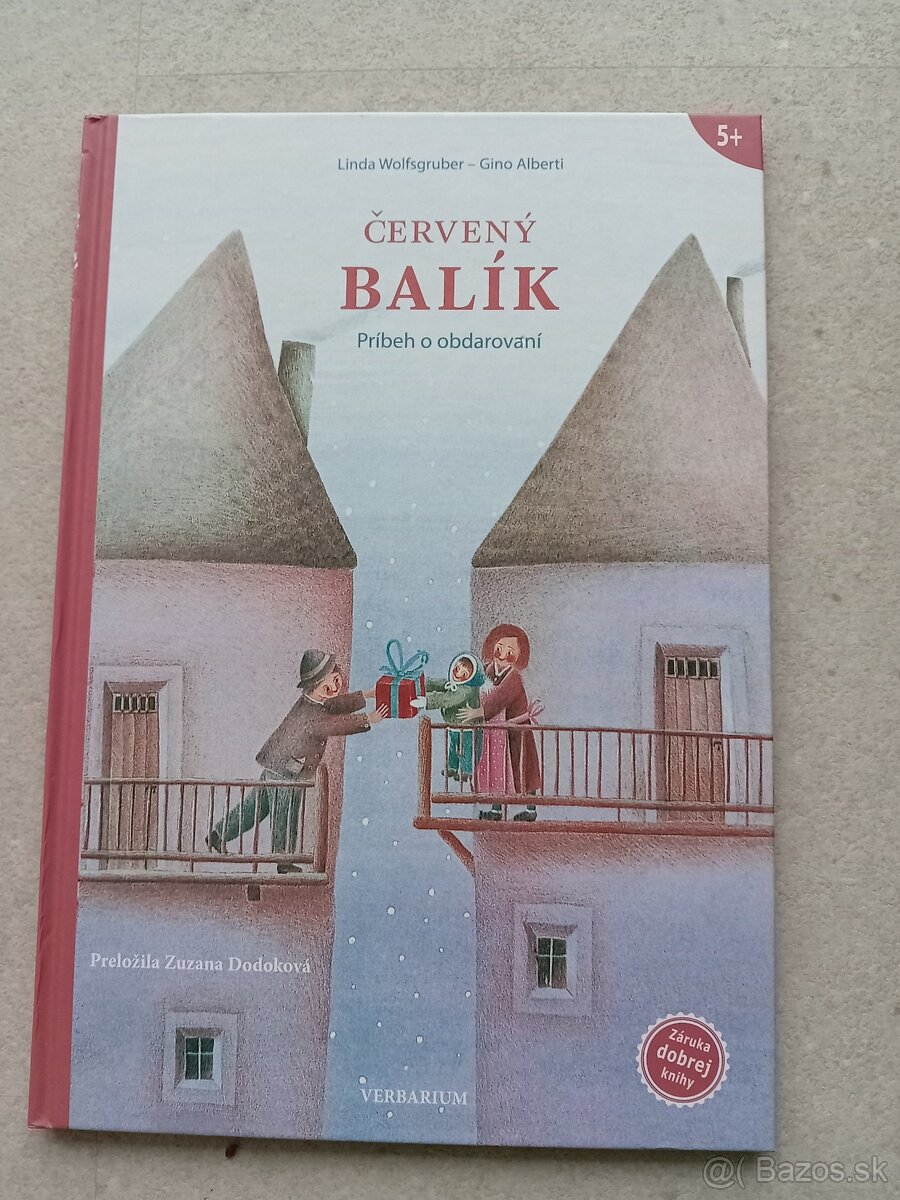 5+
Linda Wolfsgruber – Gino Alberti
ČERVENÝ
BALÍK
Príbeh o obdarovaní
Preložila Zuzana Dodoková
Záruka
dobrej
knihy
VERBARIUM
@( Bazos.sk